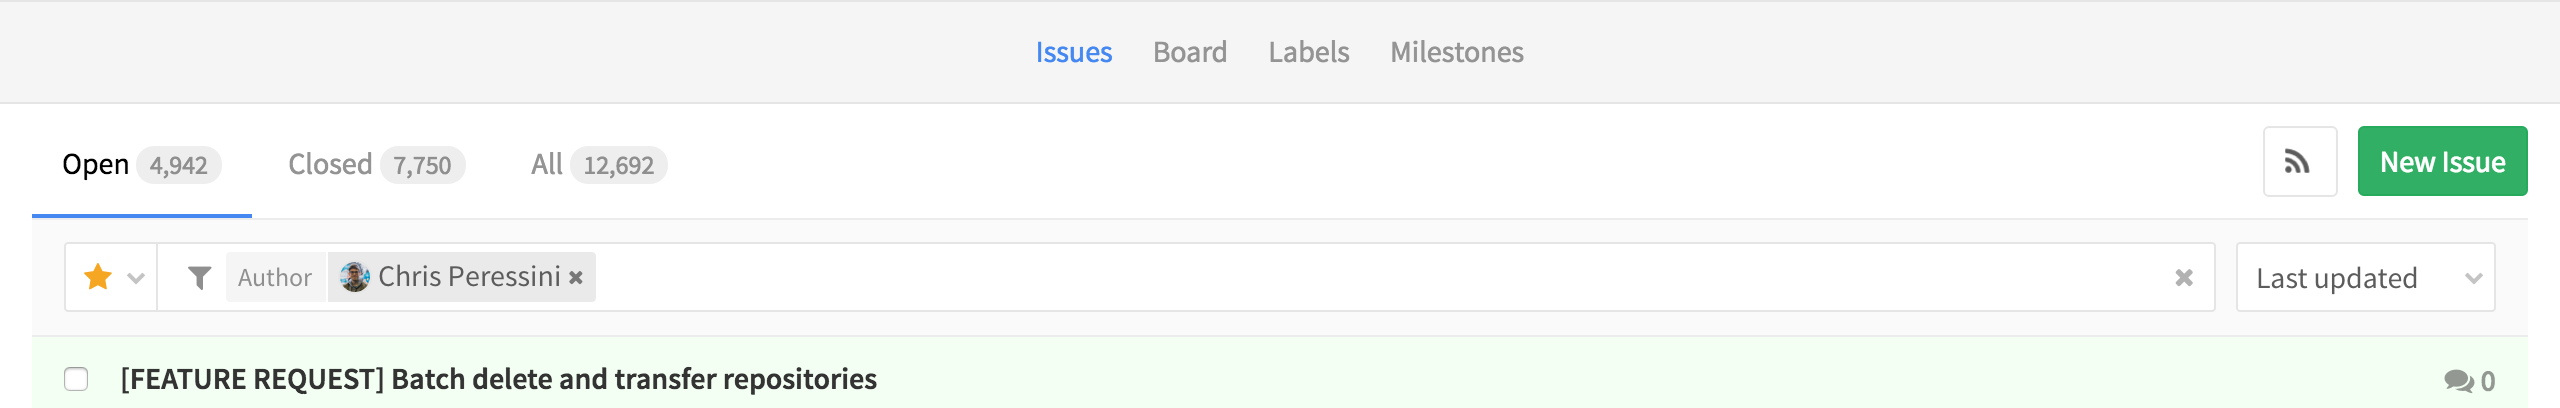 Issues Board Labels Milestones
Open 4,942 Closed 7,750 All 12,692 New Issue
Author Chris Peressini Last updated
[FEATURE REQUEST] Batch delete and transfer repositories 0